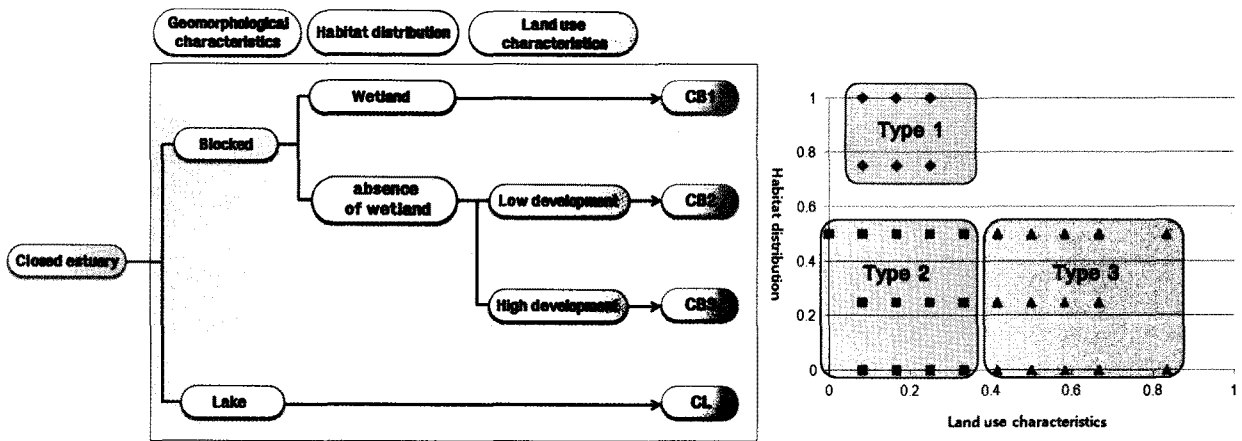 Geomorphological
characteristics
Habitat distribution
Land use
characteristics
Wetland
CB1
Blocked
absence
of wetland
Low development
CB2
Closed estuary
High development
CB3
Lake
CL
Habitat distribution
1
0.8
0.6
0.4
0.2
0
Type 1
Type 2
Type 3
0
0.2
0.4
0.6
0.8
1
Land use characteristics